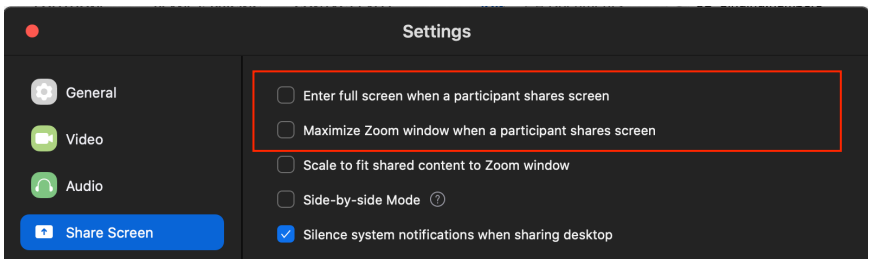 Settings
General
Video
Audio
Share Screen
Enter full screen when a participant shares screen
Maximize Zoom window when a participant shares screen
Scale to fit shared content to Zoom window
Side-by-side Mode ?
Silence system notifications when sharing desktop